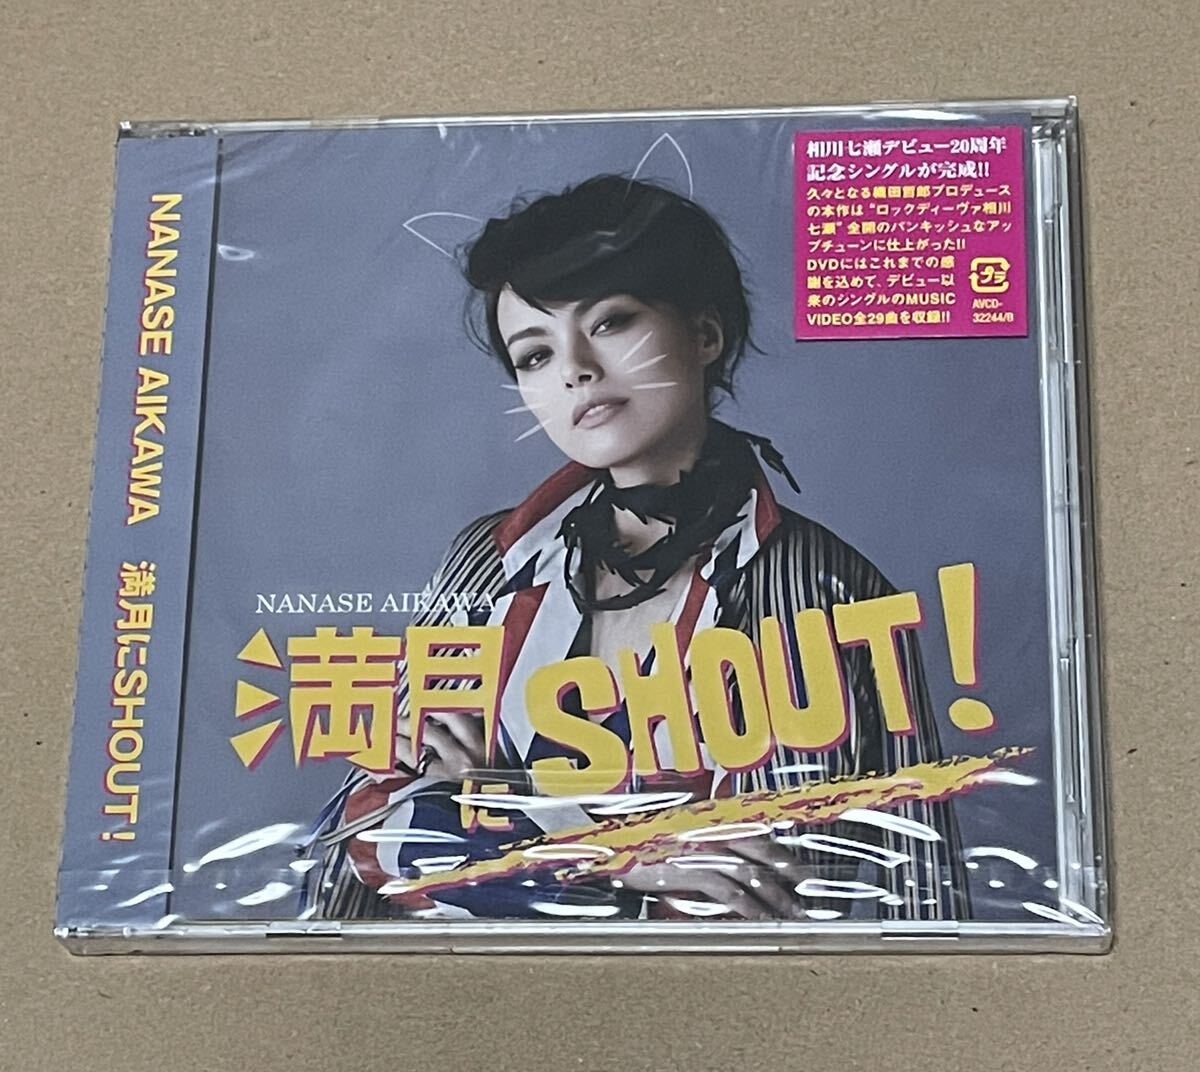 NANASE AIKAWA 満月にSHOUT!
相川七瀬デビュー20周年
記念シングルが完成!!
久々となる織田哲郎プロデュース
の本作は“ロックディーヴァ相川
七瀬”全開のパンキッシュなアッ
プチューンに仕上がった!!
DVDにはこれまでの感
謝を込めて、デビュー以
来のシングルのMUSIC
VIDEO全29曲を収録!!
プラ
AVCD-
32244/B
NANASE AIKAWA
満月にSHOUT!